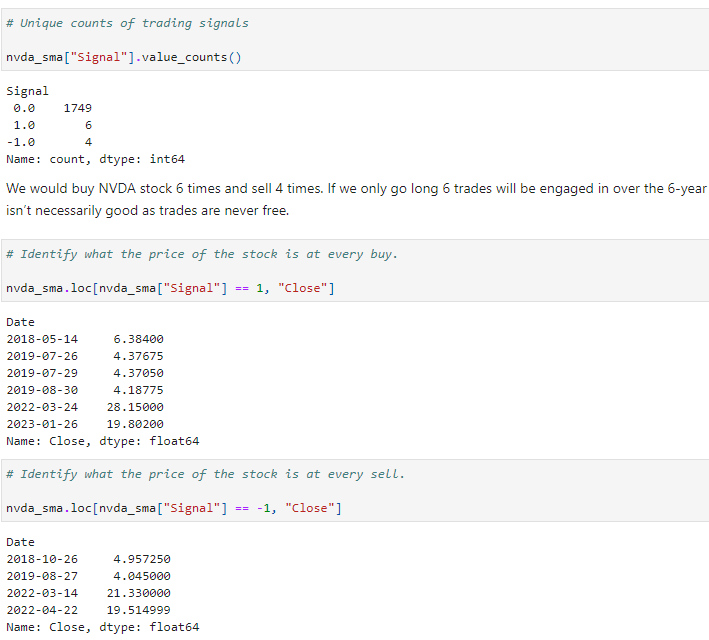 # Unique counts of trading signals
nvda_sma["Signal"].value_counts()
Signal
 0.0    1749
 1.0       6
-1.0       4
Name: count, dtype: int64
We would buy NVDA stock 6 times and sell 4 times. If we only go long 6 trades will be engaged in over the 6-year
isn't necessarily good as trades are never free.
# Identify what the price of the stock is at every buy.
nvda_sma.loc[nvda_sma["Signal"] == 1, "Close"]
Date
2018-05-14     6.38400
2019-07-26     4.37675
2019-07-29     4.37050
2019-08-30     4.18775
2022-03-24    28.15000
2023-01-26    19.80200
Name: Close, dtype: float64
# Identify what the price of the stock is at every sell.
nvda_sma.loc[nvda_sma["Signal"] == -1, "Close"]
Date
2018-10-26     4.957250
2019-08-27     4.045000
2022-03-14    21.330000
2022-04-22    19.514999
Name: Close, dtype: float64